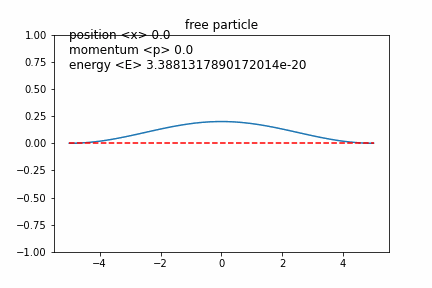 free particle
position <x> 0.0
momentum <p> 0.0
energy <E> 3.3881317890172014e-20
1.00
0.75
0.50
0.25
0.00
−0.25
−0.50
−0.75
−1.00
−4 −2 0 2 4